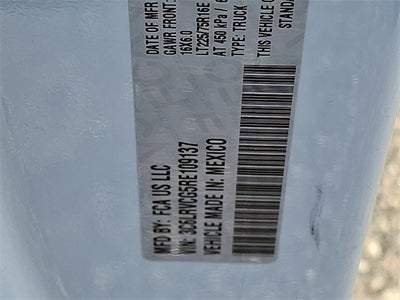 DATE OF MFR
GAWR FRONT:
16X6.0
LT225/75R16E
AT 450 kPa /
TYPE: TRUCK
THIS VEHICLE
STANDA
MFD BY: FCA US LLC
VIN: 3C6LRVCG5RE109137
VEHICLE MADE IN: MEXICO